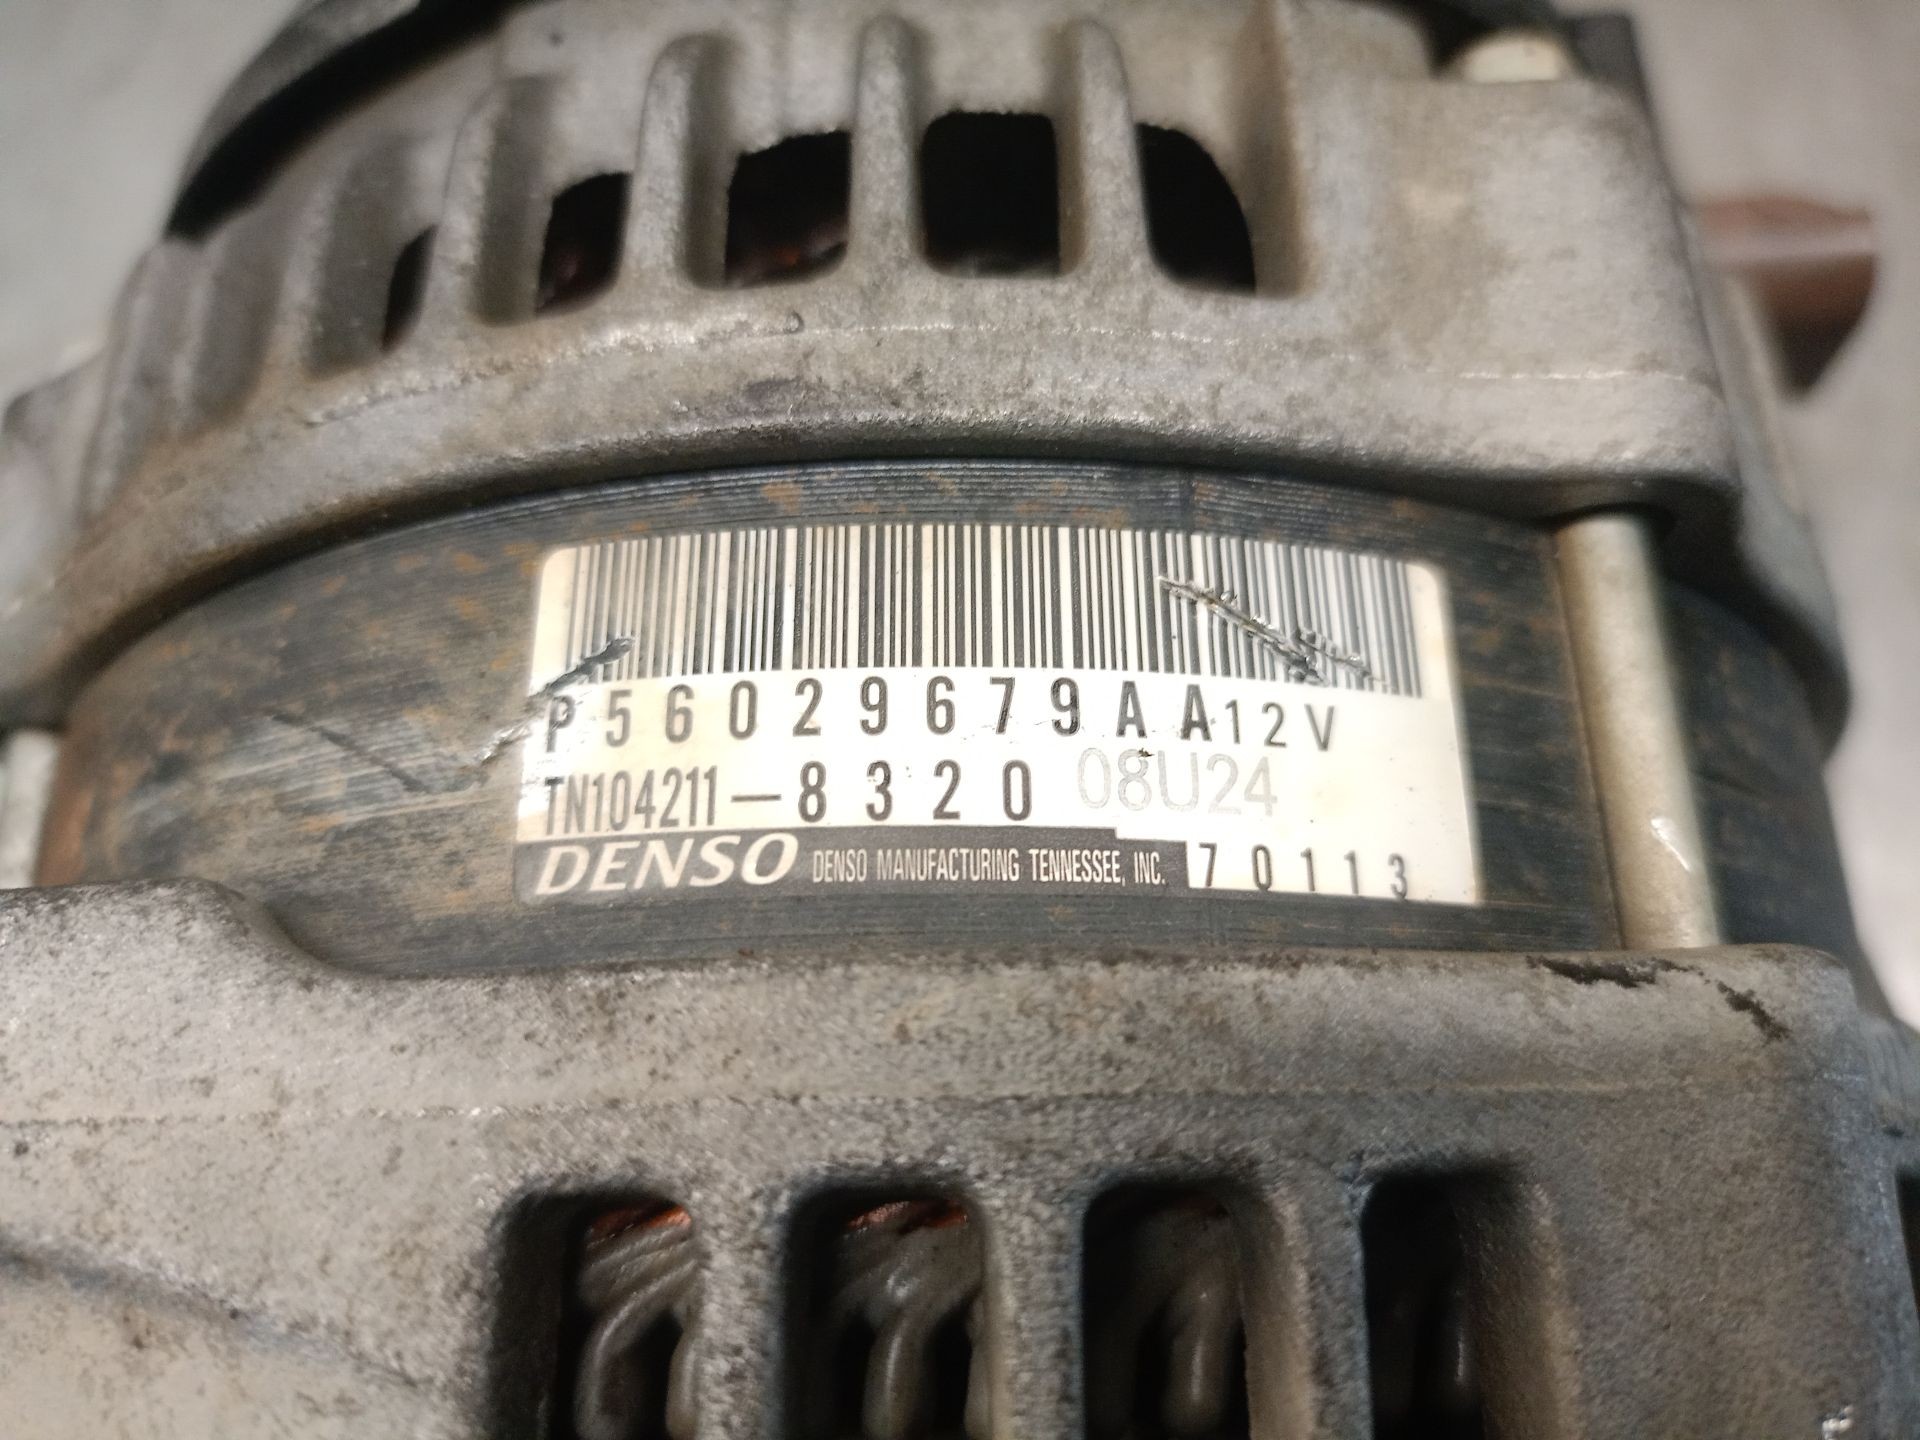 P56029679AA12V
TN104211-8320 08U24
DENSO DENSO MANUFACTURING TENNESSEE, INC. 70113